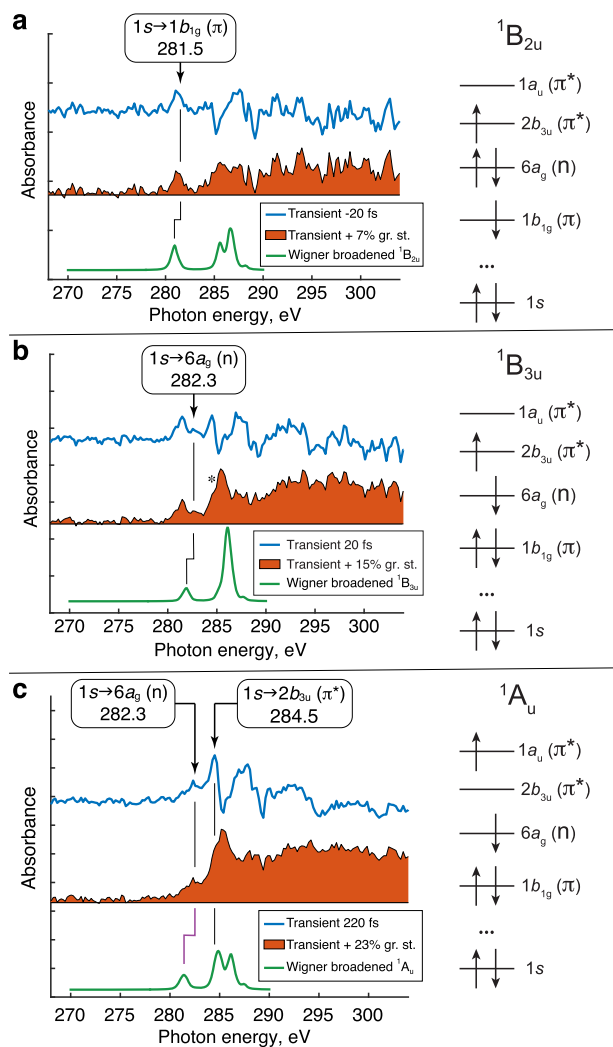 a
1s→1b1g (π)
281.5
Absorbance
Transient -20 fs
Transient + 7% gr. st.
Wigner broadened ¹B2u
270 275 280 285 290 295 300
Photon energy, eV
¹B2u
1au (π*)
2b3u (π*)
6ag (n)
1b1g (π)
...
1s
b
1s→6ag (n)
282.3
Absorbance
*
Transient 20 fs
Transient + 15% gr. st.
Wigner broadened ¹B3u
270 275 280 285 290 295 300
Photon energy, eV
¹B3u
1au (π*)
2b3u (π*)
6ag (n)
1b1g (π)
...
1s
c
1s→6ag (n)
282.3
1s→2b3u (π*)
284.5
Absorbance
Transient 220 fs
Transient + 23% gr. st.
Wigner broadened ¹Au
270 275 280 285 290 295 300
Photon energy, eV
¹Au
1au (π*)
2b3u (π*)
6ag (n)
1b1g (π)
...
1s